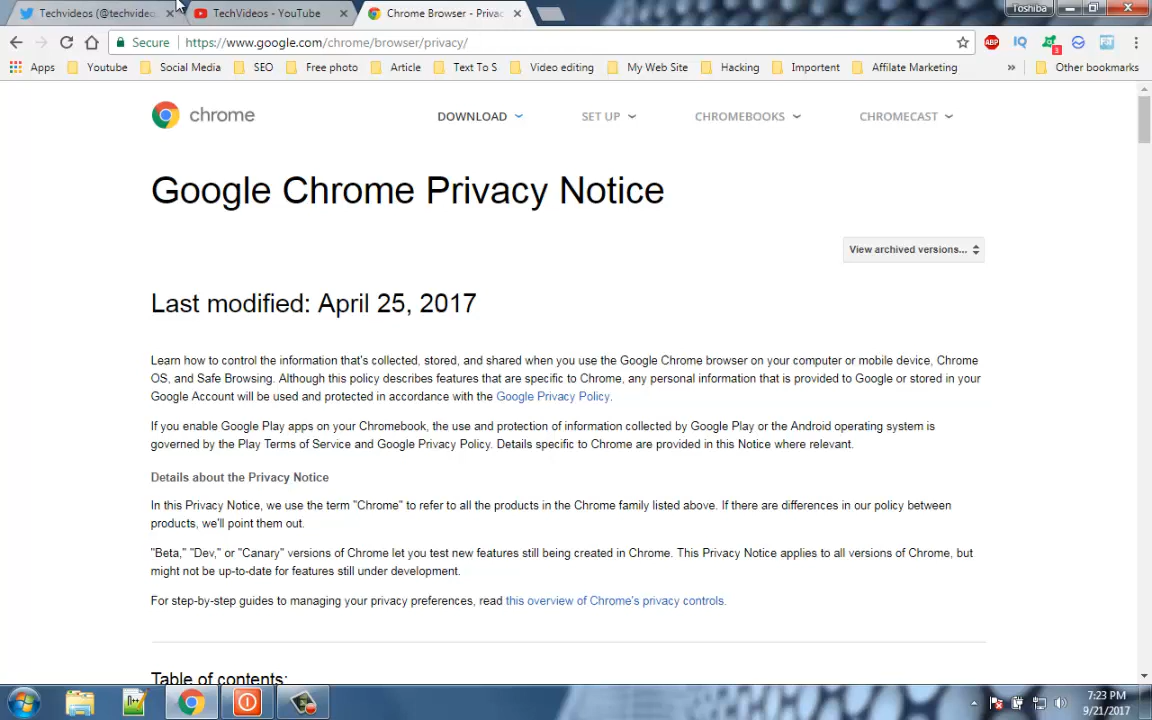 Techvideos (@techvideo
TechVideos - YouTube
Chrome Browser - Privac
Toshiba
Secure
https://www.google.com/chrome/browser/privacy/
ABP
IQ
3
Apps
Youtube
Social Media
SEO
Free photo
Article
Text To S
Video editing
My Web Site
Hacking
Importent
Affilate Marketing
»
Other bookmarks
chrome
DOWNLOAD
SET UP
CHROMEBOOKS
CHROMECAST
Google Chrome Privacy Notice
View archived versions...
Last modified: April 25, 2017
Learn how to control the information that's collected, stored, and shared when you use the Google Chrome browser on your computer or mobile device, Chrome
OS, and Safe Browsing. Although this policy describes features that are specific to Chrome, any personal information that is provided to Google or stored in your
Google Account will be used and protected in accordance with the Google Privacy Policy.
If you enable Google Play apps on your Chromebook, the use and protection of information collected by Google Play or the Android operating system is
governed by the Play Terms of Service and Google Privacy Policy. Details specific to Chrome are provided in this Notice where relevant.
Details about the Privacy Notice
In this Privacy Notice, we use the term "Chrome" to refer to all the products in the Chrome family listed above. If there are differences in our policy between
products, we'll point them out.
"Beta," "Dev," or "Canary" versions of Chrome let you test new features still being created in Chrome. This Privacy Notice applies to all versions of Chrome, but
might not be up-to-date for features still under development.
For step-by-step guides to managing your privacy preferences, read this overview of Chrome's privacy controls.
Table of contents:
7:23 PM
9/21/2017